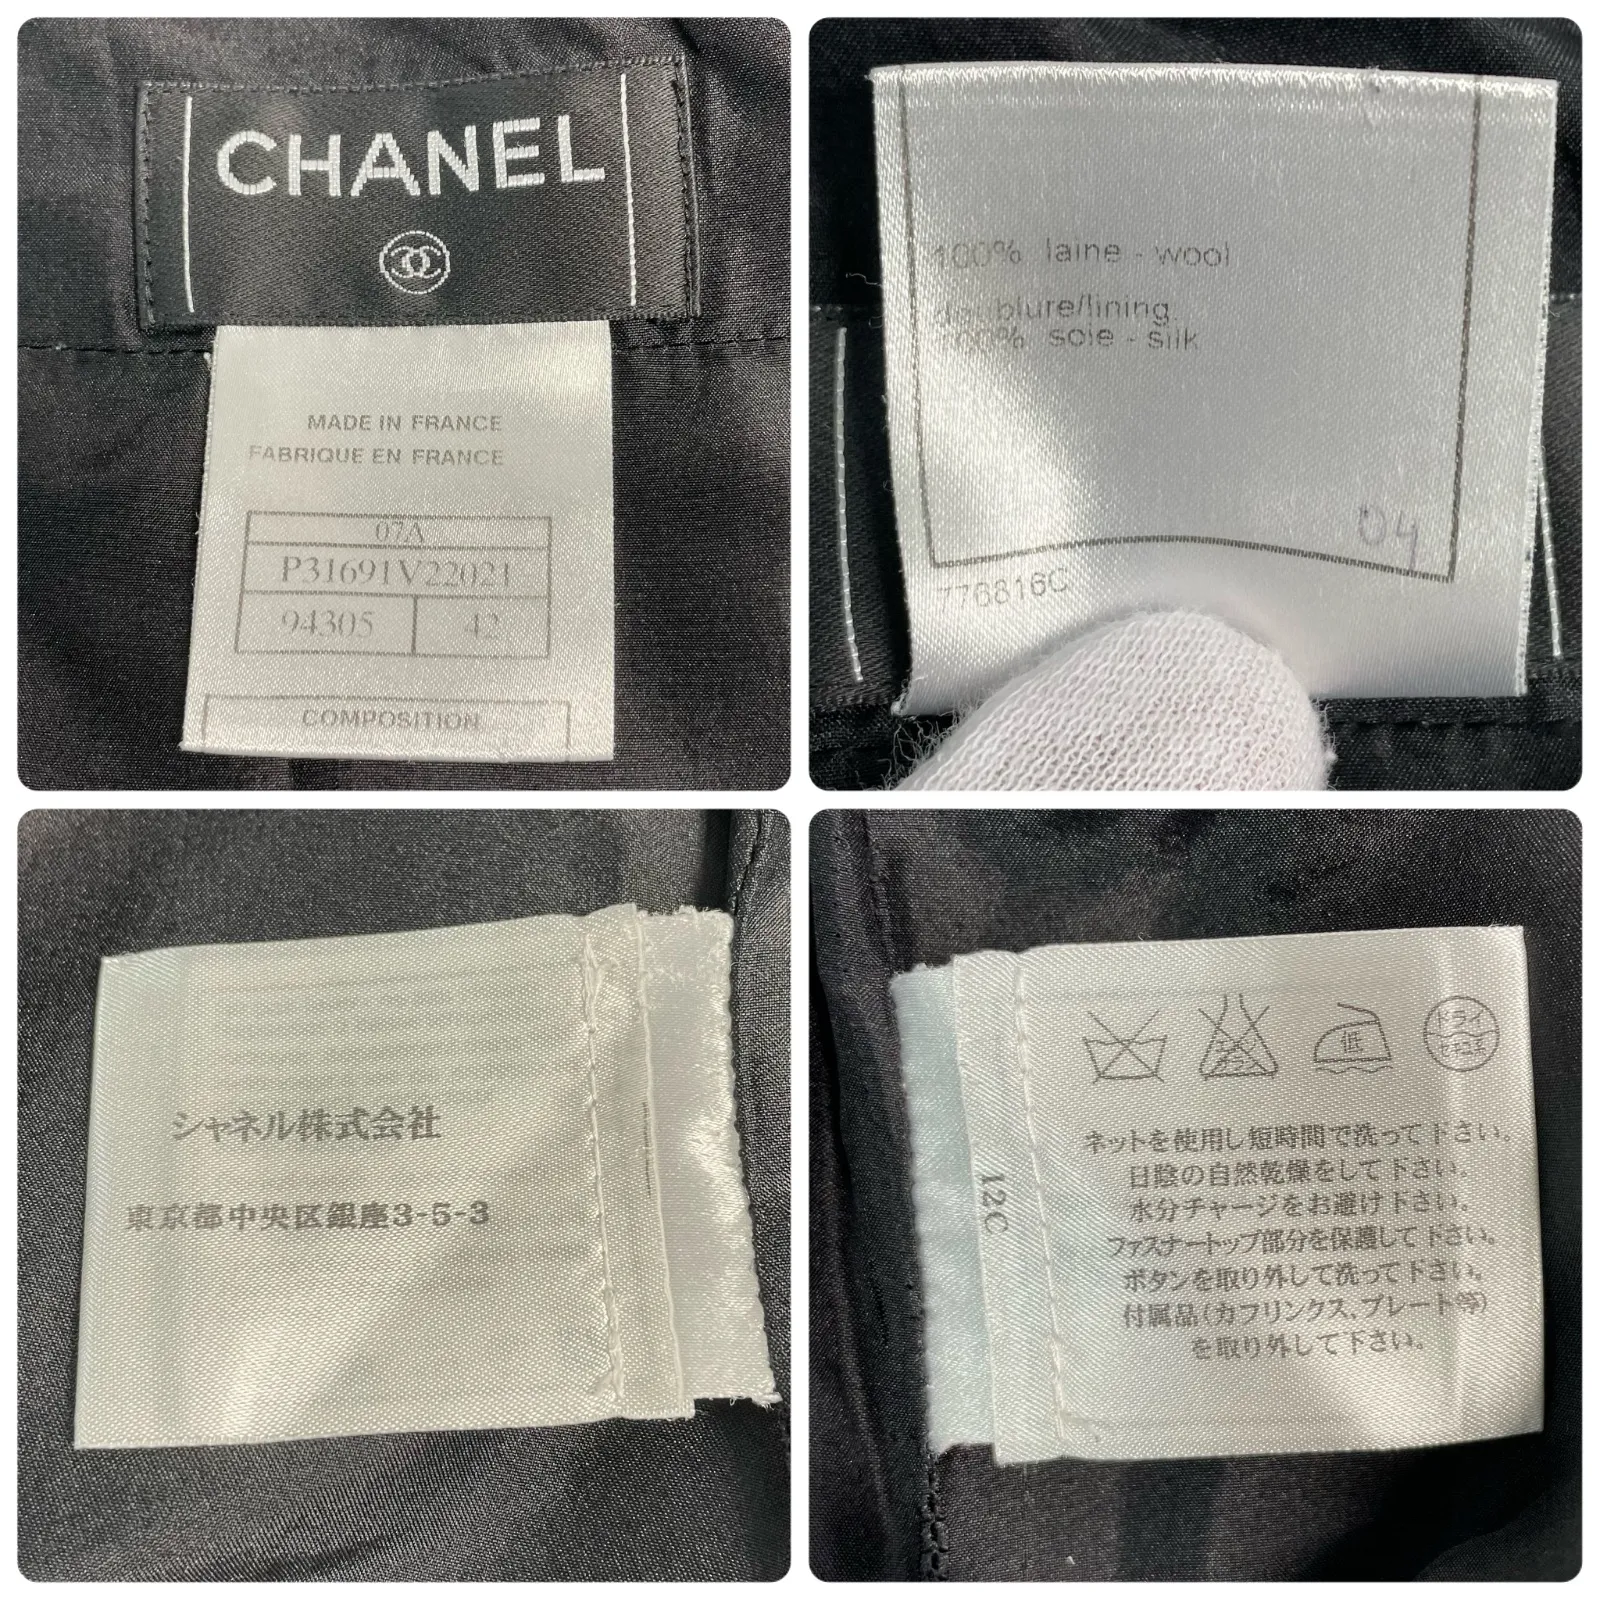 CHANEL
MADE IN FRANCE
FABRIQUE EN FRANCE
07A
P31691V22021
94305 42
COMPOSITION
100% laine - wool
doublure/lining
100% soie - silk
04
776816C
シャネル株式会社
東京都中央区銀座3-5-3
低
ドライ
12C
ネットを使用し短時間で洗って下さい。
日陰の自然乾燥をして下さい。
水分チャージをお避け下さい。
ファスナートップ部分を保護して下さい。
ボタンを取り外して洗って下さい。
付属品(カフリンクス、プレート等)
を取り外して下さい。